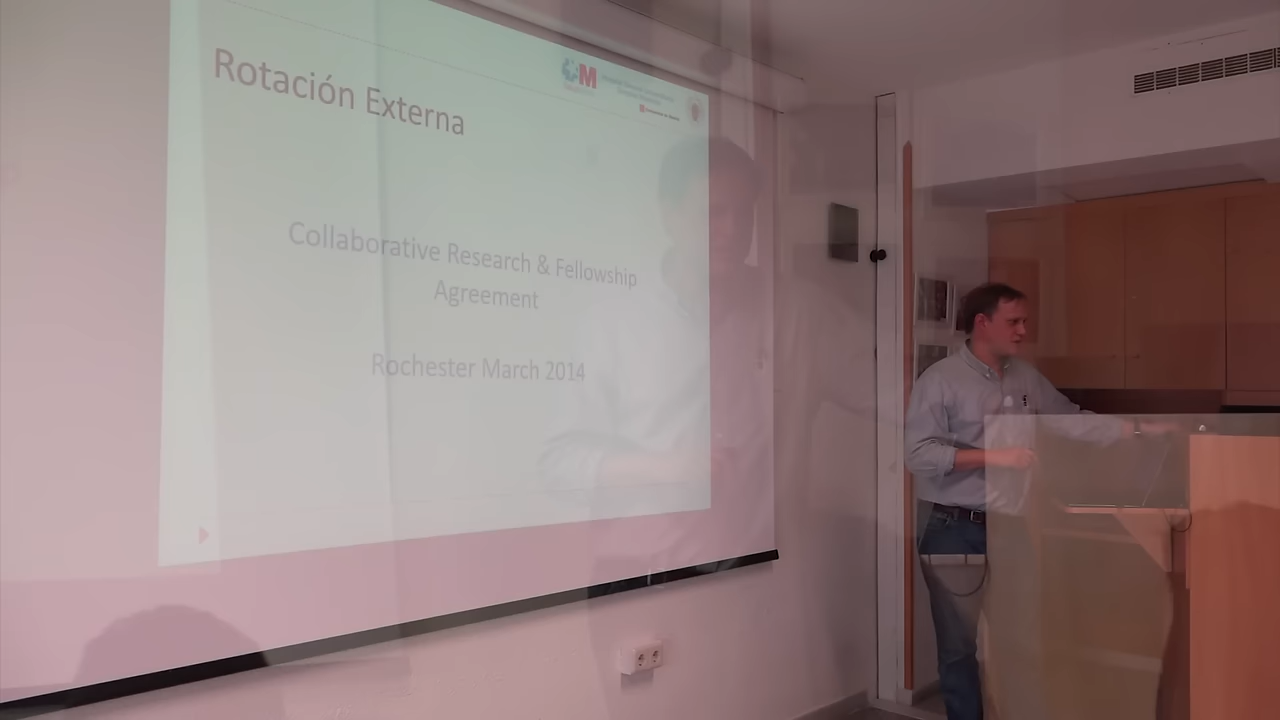 Rotación Externa
M
Collaborative Research & Fellowship
Agreement
Rochester March 2014